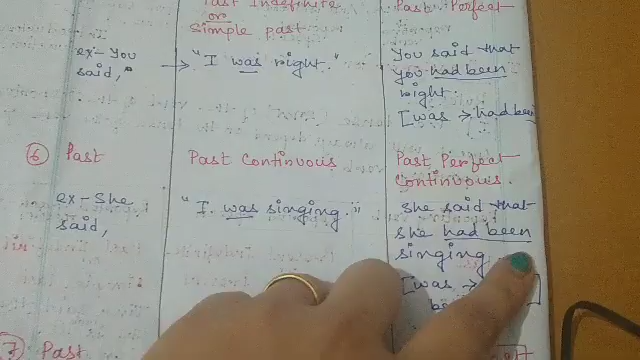 Past Indefinite
or
Simple past
Past Perfect
ex - You
said,
→ "I was right."
You said that
you had been
right.
[was → had been
⑥ Past
Past Continuous
Past Perfect
Continuous.
ex - She
said,
"I was singing."
She said that
she had been
singing
[was →
7 Past